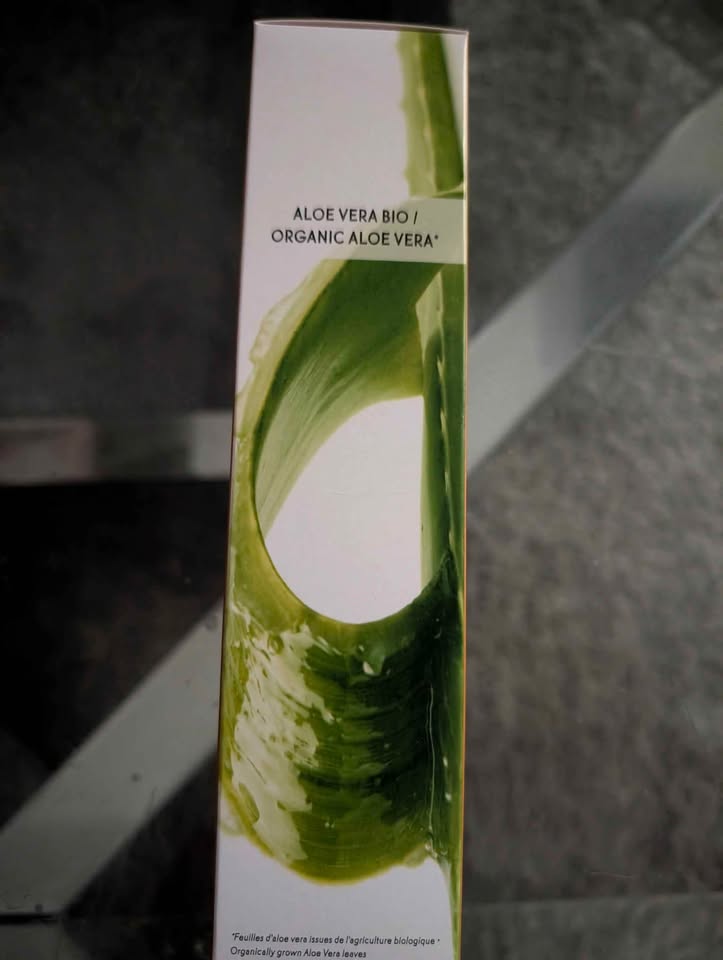 ALOE VERA BIO /
ORGANIC ALOE VERA*
*Feuilles d'aloe vera issues de l'agriculture biologique •
Organically grown Aloe Vera leaves